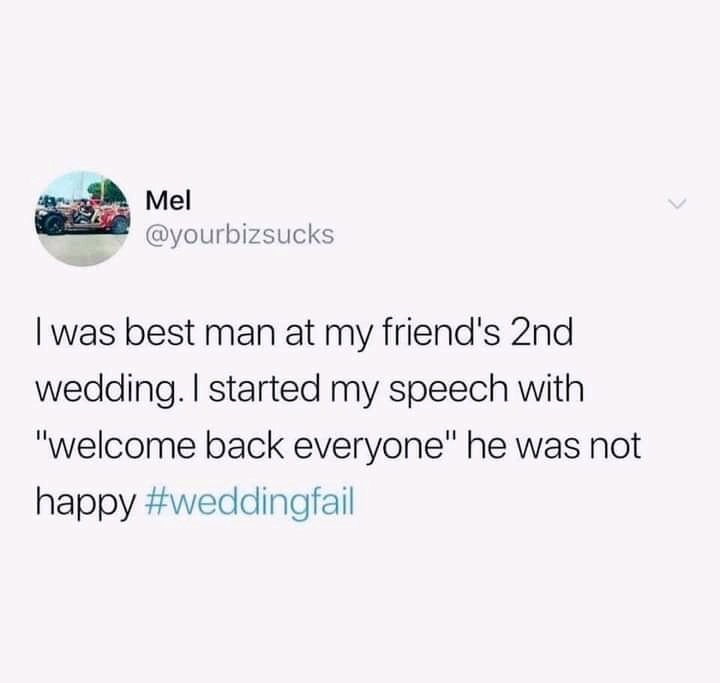 Mel
@yourbizsucks
I was best man at my friend's 2nd
wedding. I started my speech with
"welcome back everyone" he was not
happy #weddingfail